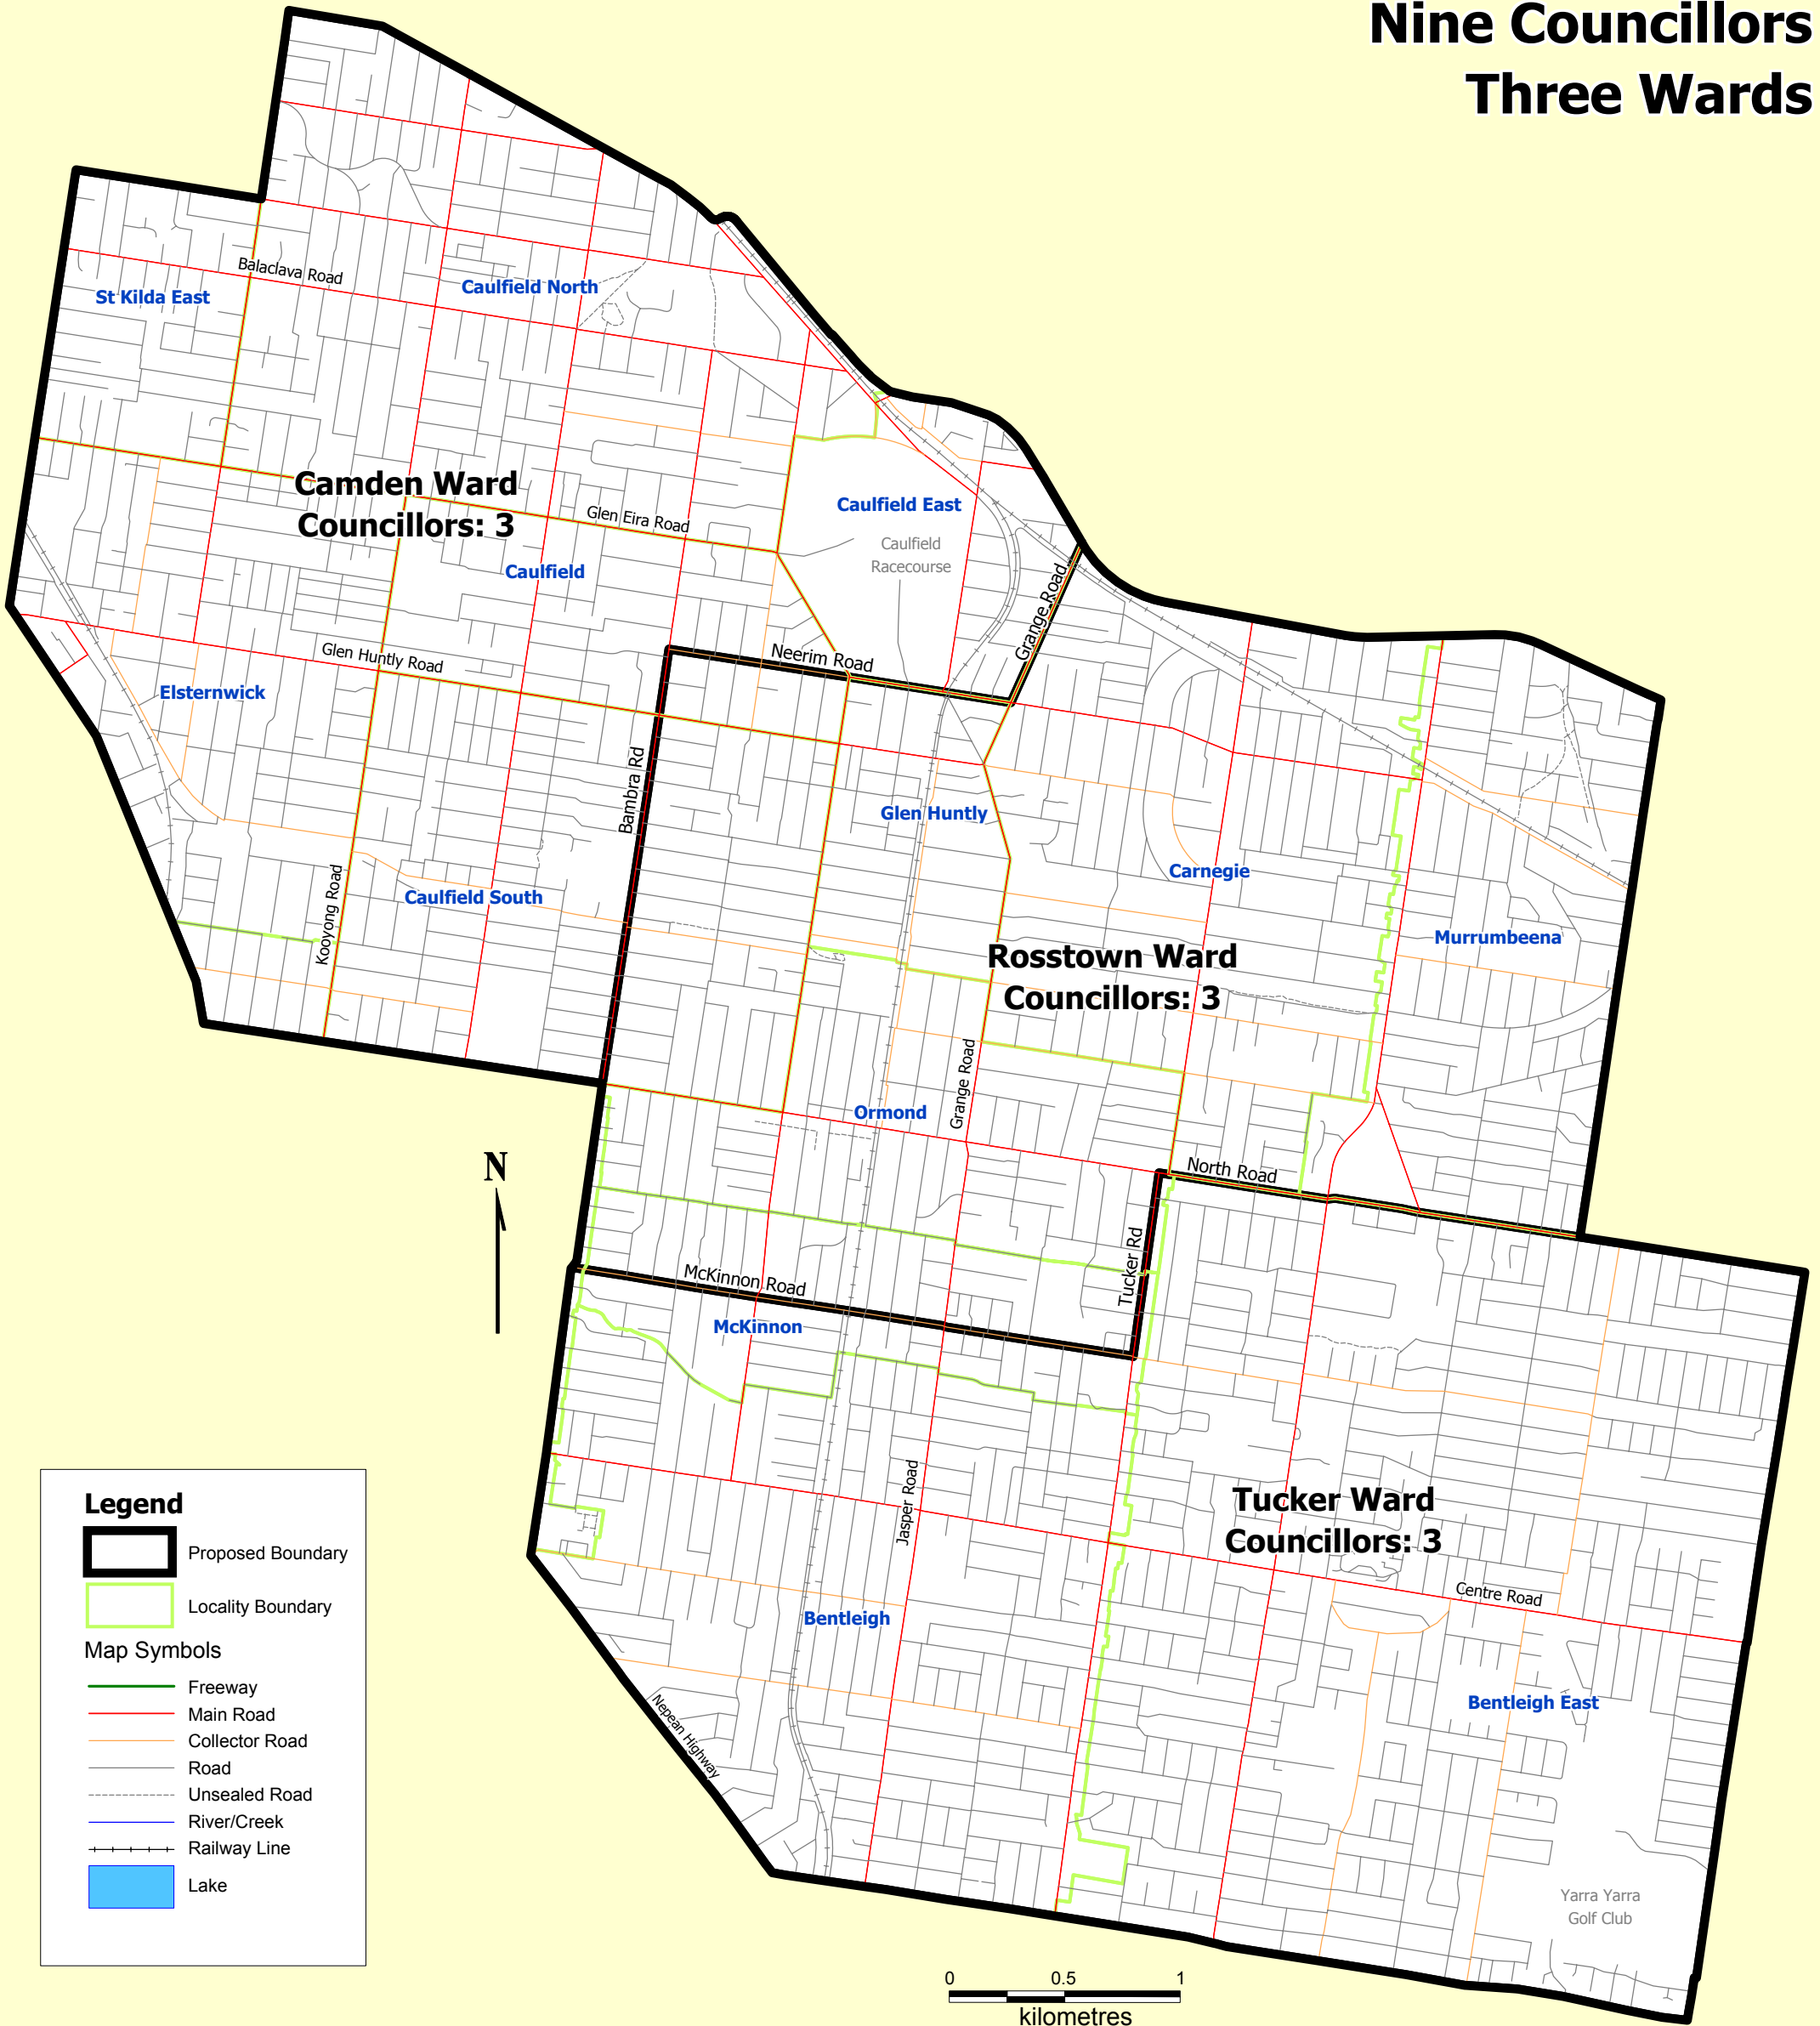 Nine Councillors
Three Wards
Balaclava Road
St Kilda East
Caulfield North
Camden Ward
Councillors: 3
Glen Eira Road
Caulfield East
Caulfield
Racecourse
Caulfield
Grange Road
Neerim Road
Glen Huntly Road
Elsternwick
Bambra Rd
Glen Huntly
Carnegie
Kooyong Road
Caulfield South
Murrumbeena
Rosstown Ward
Councillors: 3
Grange Road
Ormond
North Road
N
Tucker Rd
McKinnon Road
McKinnon
Jasper Road
Tucker Ward
Councillors: 3
Centre Road
Bentleigh
Bentleigh East
Nepean Highway
Yarra Yarra
Golf Club
Legend
Proposed Boundary
Locality Boundary
Map Symbols
Freeway
Main Road
Collector Road
Road
Unsealed Road
River/Creek
Railway Line
Lake
0 0.5 1
kilometres